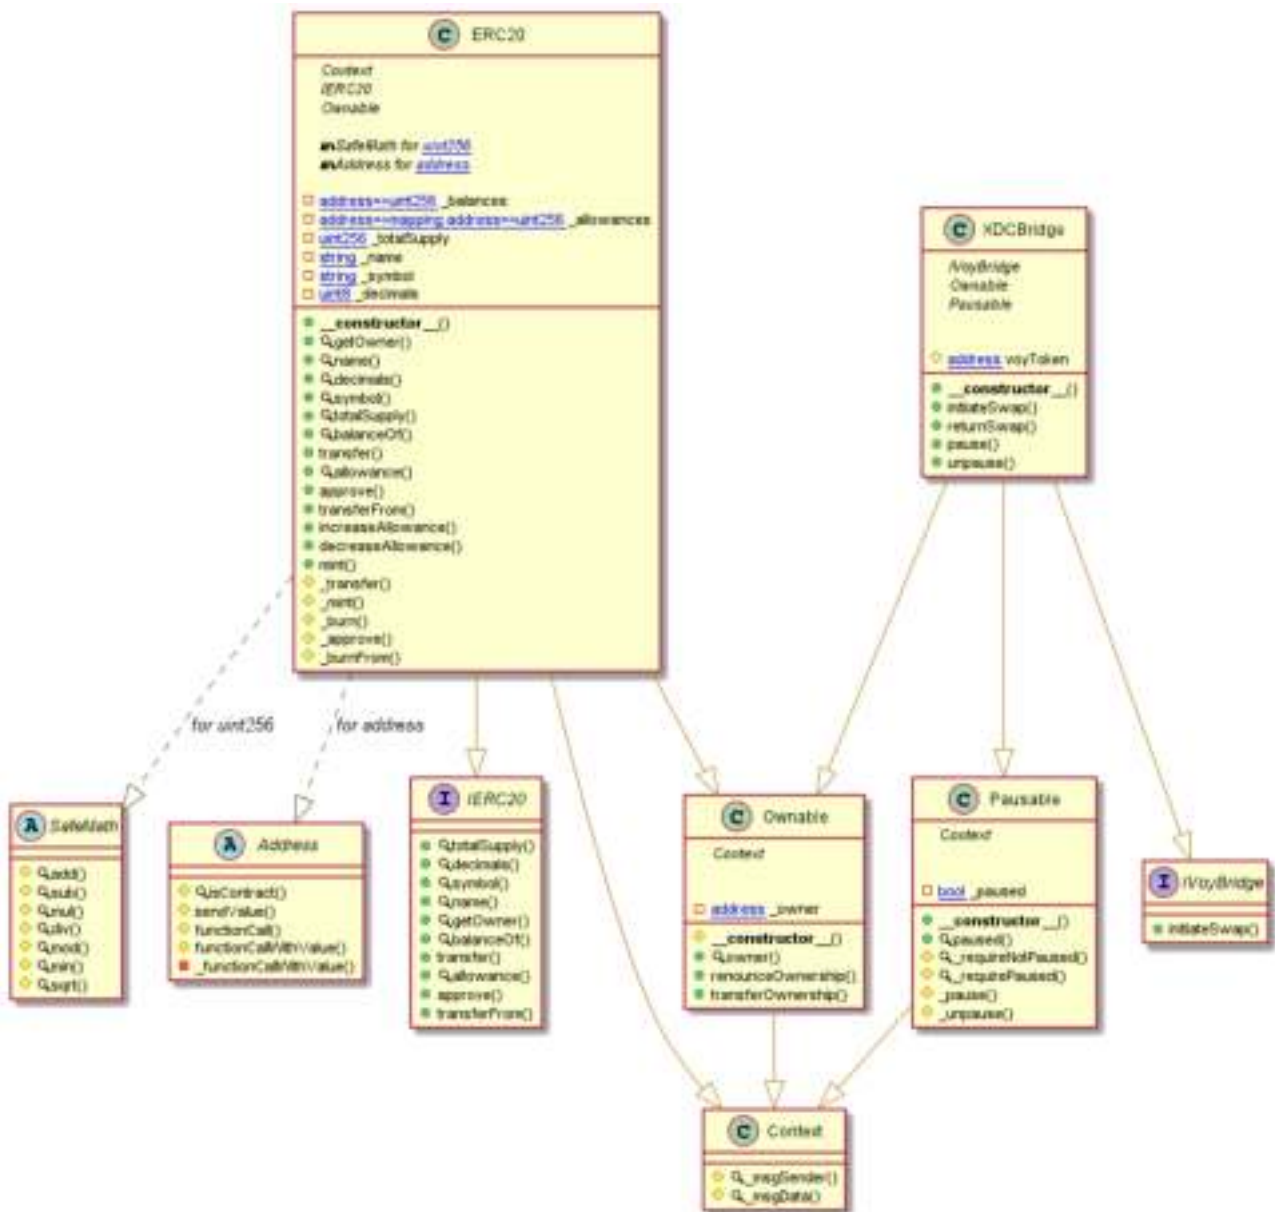 ERC20
Context
IERC20
Ownable
SafeMath for uint256
Address for address
address=>uint256 _balances
address=>mapping address=>uint256 _allowances
uint256 _totalSupply
string _name
string _symbol
uint8 _decimals
__constructor__()
getOwner()
name()
decimals()
symbol()
totalSupply()
balanceOf()
transfer()
allowance()
approve()
transferFrom()
increaseAllowance()
decreaseAllowance()
mint()
_transfer()
_mint()
_burn()
_approve()
_burnFrom()
XDCBridge
IVoyBridge
Ownable
Pausable
address voyToken
__constructor__()
initiateSwap()
returnSwap()
pause()
unpause()
for uint256
for address
SafeMath
add()
sub()
mul()
div()
mod()
min()
sqrt()
Address
isContract()
sendValue()
functionCall()
functionCallWithValue()
_functionCallWithValue()
IERC20
totalSupply()
decimals()
symbol()
name()
getOwner()
balanceOf()
transfer()
allowance()
approve()
transferFrom()
Ownable
Context
address _owner
__constructor__()
owner()
renounceOwnership()
transferOwnership()
Pausable
Context
bool _paused
__constructor__()
paused()
_requireNotPaused()
_requirePaused()
_pause()
_unpause()
IVoyBridge
initiateSwap()
Context
_msgSender()
_msgData()